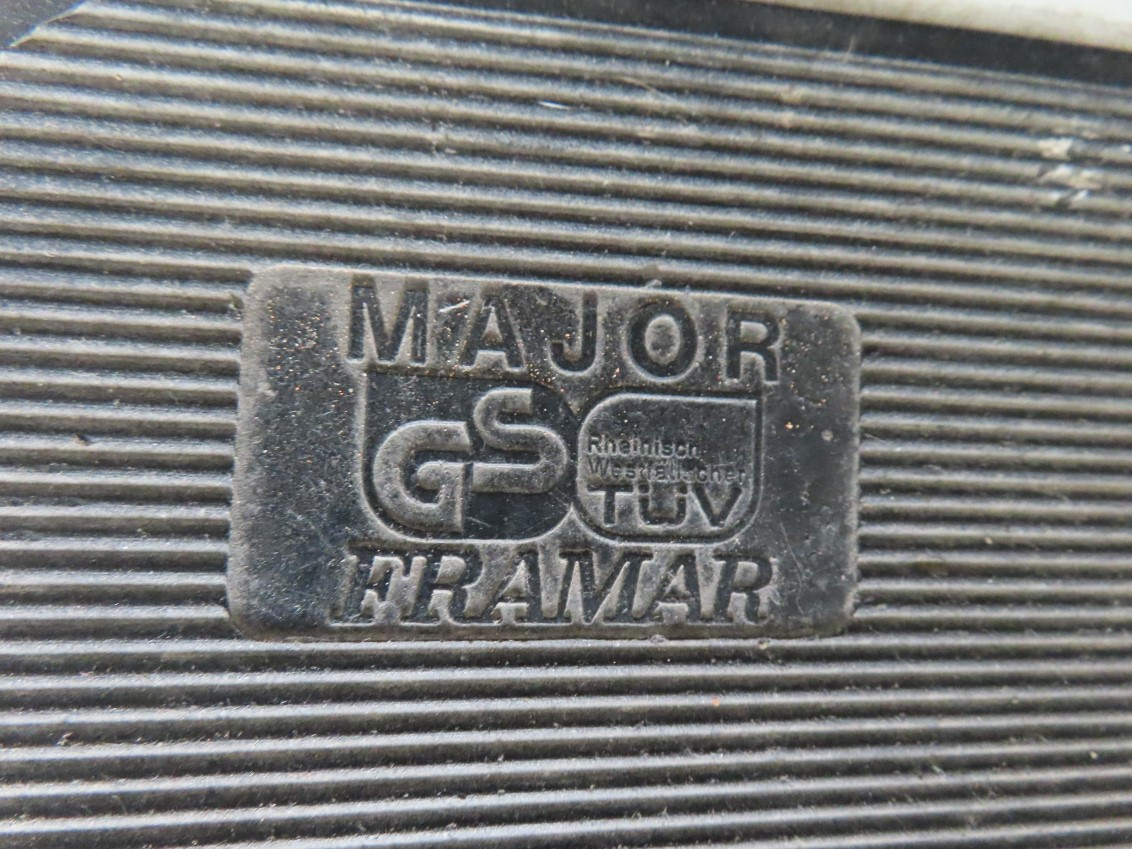 MAJOR
GS
Rheinisch
Westfälischer
TÜV
FRAMAR